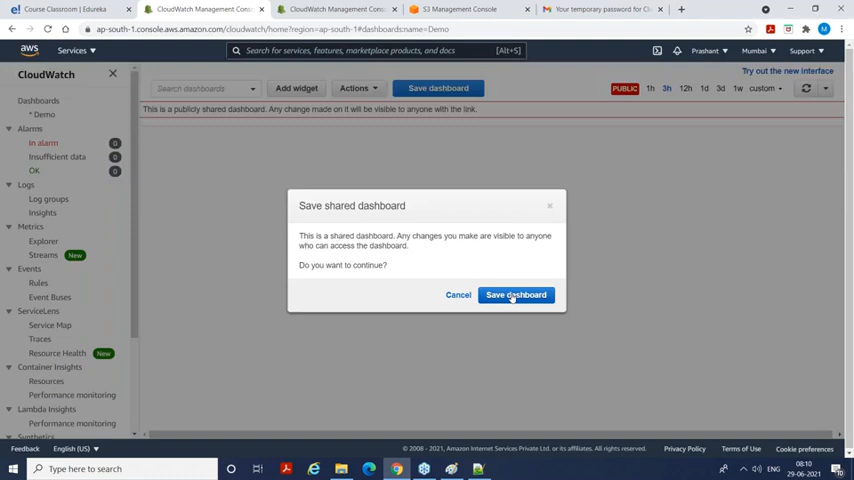 Course Classroom | Edureka
CloudWatch Management Console
CloudWatch Management Console
S3 Management Console
Your temporary password for Clo
ap-south-1.console.aws.amazon.com/cloudwatch/home?region=ap-south-1#dashboards:name=Demo
M
aws
Services
Search for services, features, marketplace products, and docs
[Alt+S]
Prashant
Mumbai
Support
CloudWatch
Try out the new interface
Search dashboards
Add widget
Actions
Save dashboard
PUBLIC
1h
3h
12h
1d
3d
1w
custom
This is a publicly shared dashboard. Any change made on it will be visible to anyone with the link.
Dashboards
* Demo
Alarms
In alarm
0
Insufficient data
0
OK
0
Logs
Log groups
Insights
Metrics
Explorer
Streams
New
Events
Rules
Event Buses
ServiceLens
Service Map
Traces
Resource Health
New
Container Insights
Resources
Performance monitoring
Lambda Insights
Performance monitoring
Synthetics
Save shared dashboard
This is a shared dashboard. Any changes you make are visible to anyone
who can access the dashboard.
Do you want to continue?
Cancel
Save dashboard
Feedback
English (US)
© 2008 - 2021, Amazon Internet Services Private Ltd. or its affiliates. All rights reserved.
Privacy Policy
Terms of Use
Cookie preferences
Type here to search
ENG
08:10
29-06-2021